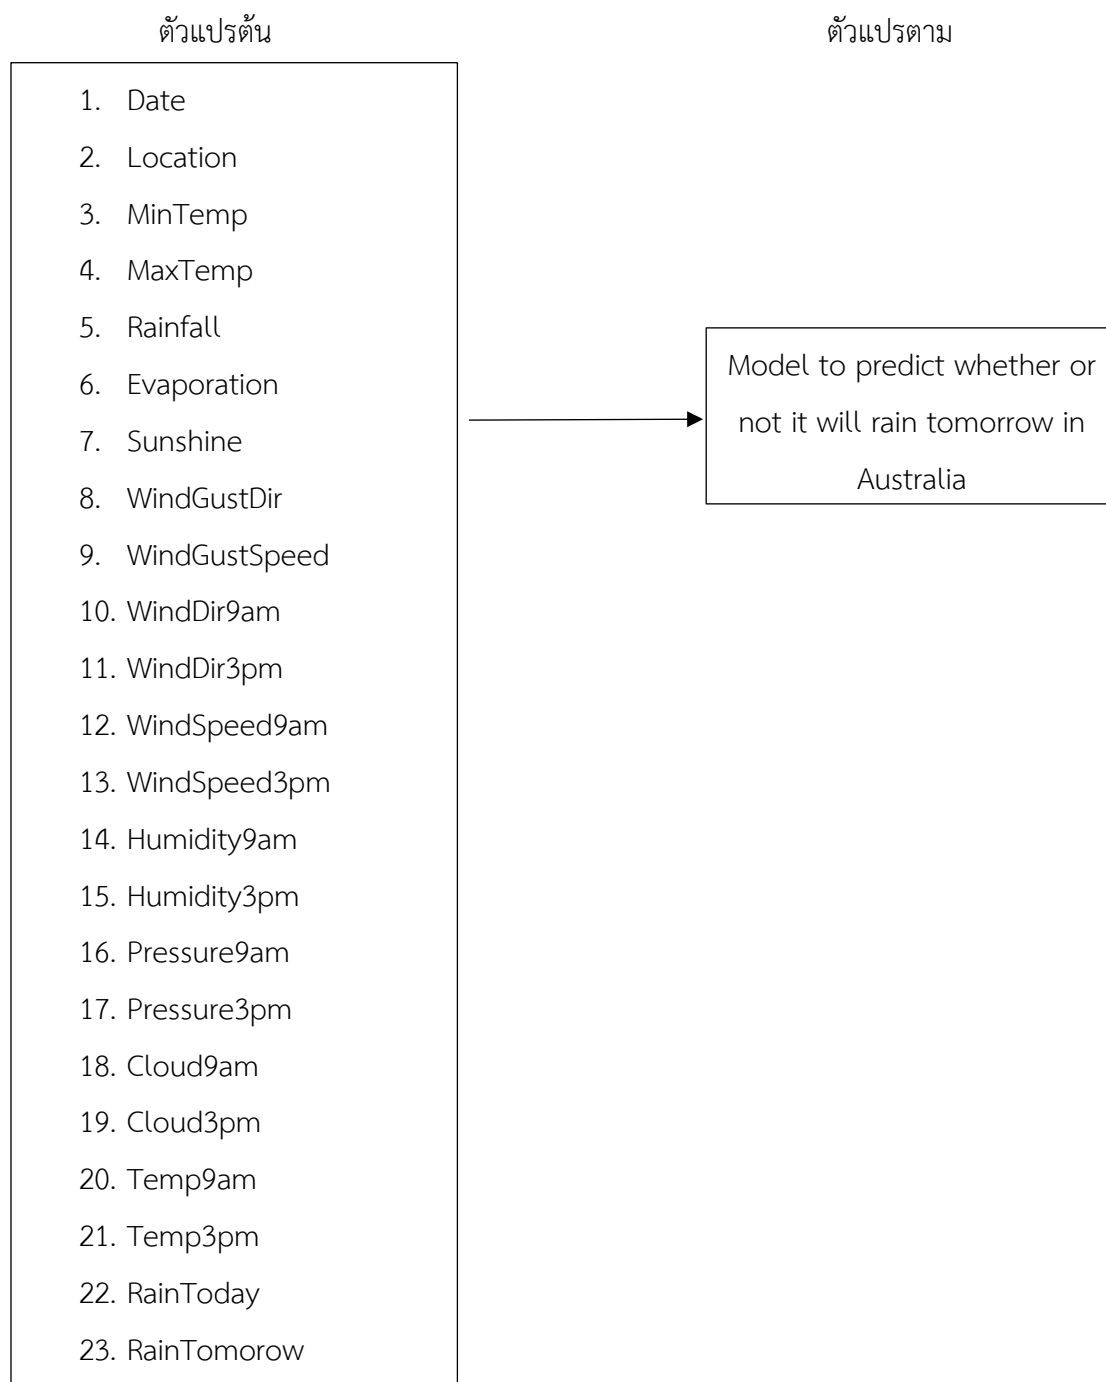 ตัวแปรต้น
ตัวแปรตาม
1. Date
2. Location
3. MinTemp
4. MaxTemp
5. Rainfall
6. Evaporation
7. Sunshine
8. WindGustDir
9. WindGustSpeed
10. WindDir9am
11. WindDir3pm
12. WindSpeed9am
13. WindSpeed3pm
14. Humidity9am
15. Humidity3pm
16. Pressure9am
17. Pressure3pm
18. Cloud9am
19. Cloud3pm
20. Temp9am
21. Temp3pm
22. RainToday
23. RainTomorow
Model to predict whether or
not it will rain tomorrow in
Australia